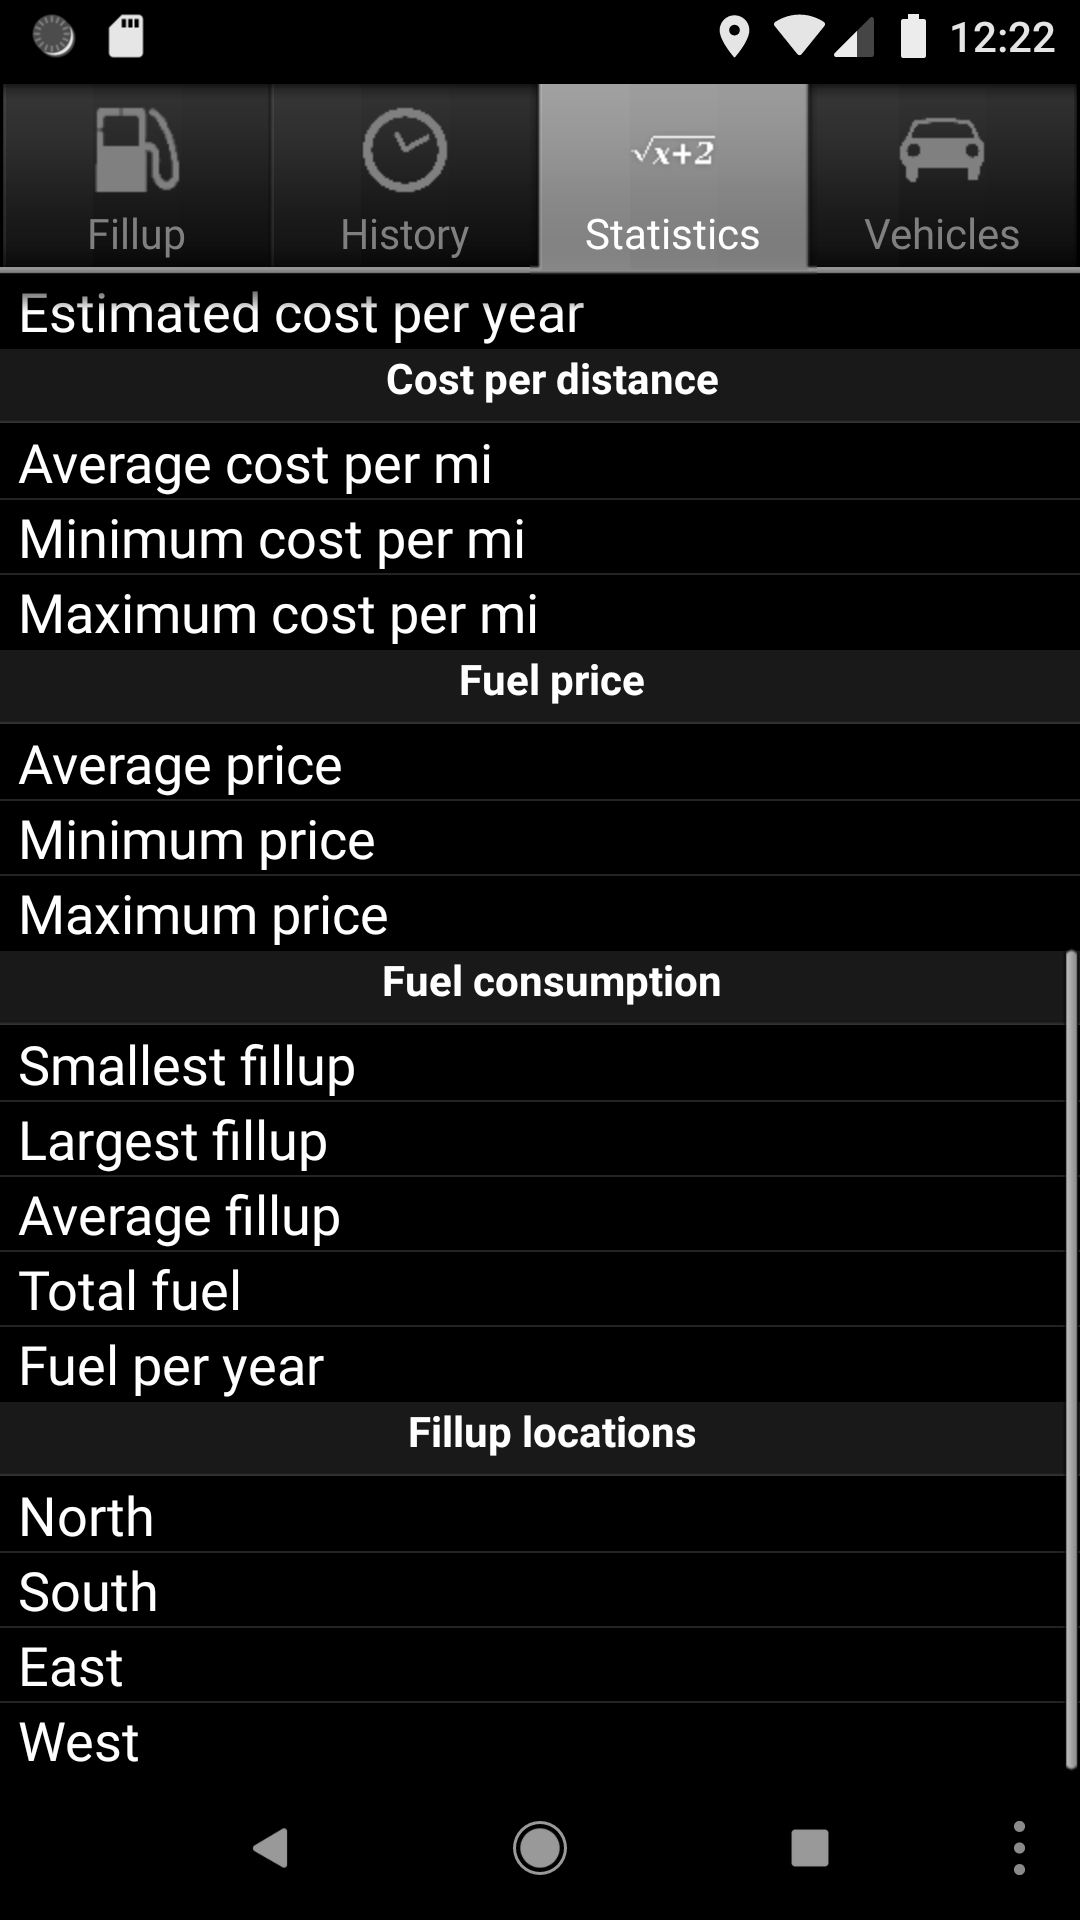 12:22
Fillup
History
√x+2
Statistics
Vehicles
Estimated cost per year
Cost per distance
Average cost per mi
Minimum cost per mi
Maximum cost per mi
Fuel price
Average price
Minimum price
Maximum price
Fuel consumption
Smallest fillup
Largest fillup
Average fillup
Total fuel
Fuel per year
Fillup locations
North
South
East
West